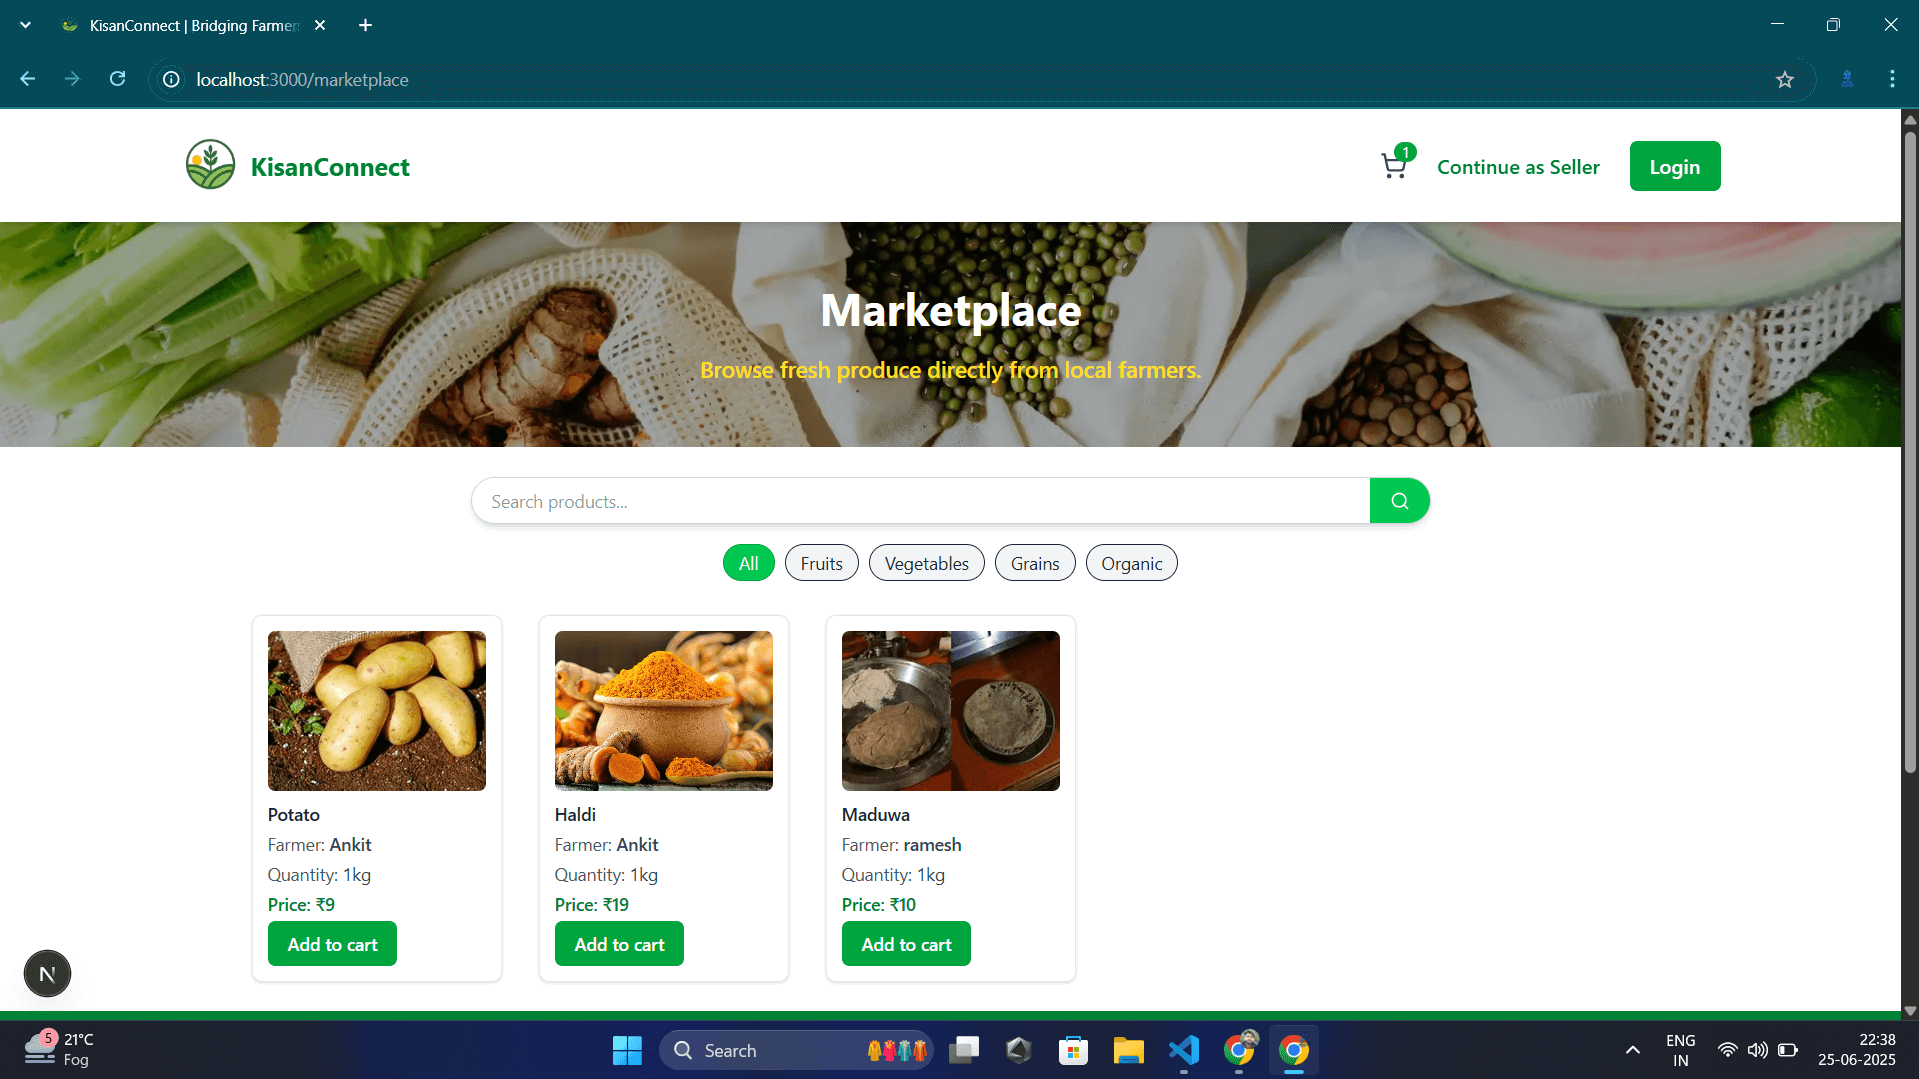 KisanConnect | Bridging Farmer
localhost:3000/marketplace
KisanConnect
1
Continue as Seller
Login
Marketplace
Browse fresh produce directly from local farmers.
Search products...
All
Fruits
Vegetables
Grains
Organic
Potato
Farmer: Ankit
Quantity: 1kg
Price: ₹9
Add to cart
Haldi
Farmer: Ankit
Quantity: 1kg
Price: ₹19
Add to cart
Maduwa
Farmer: ramesh
Quantity: 1kg
Price: ₹10
Add to cart
N
5
21°C
Fog
Search
ENG
IN
22:38
25-06-2025